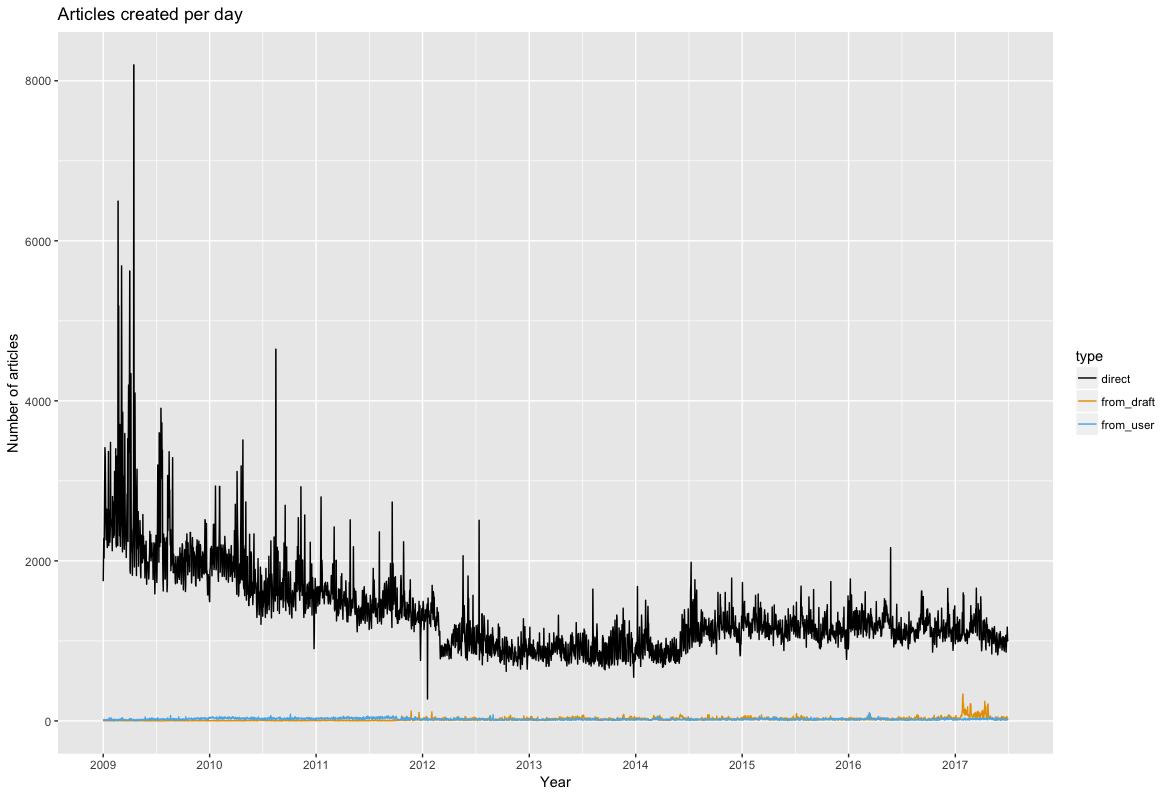 Articles created per day
Number of articles
8000
6000
4000
2000
0
2009 2010 2011 2012 2013 2014 2015 2016 2017
Year
type
direct
from_draft
from_user